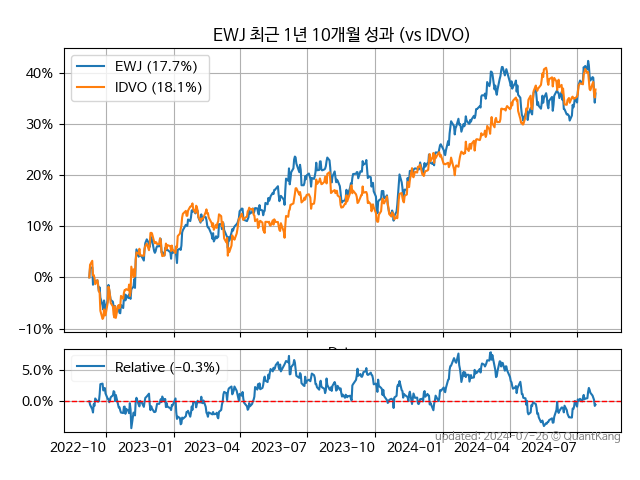 EWJ 최근 1년 10개월 성과 (vs IDVO)
EWJ (17.7%)
IDVO (18.1%)
40%
30%
20%
10%
0%
−10%
Relative (−0.3%)
5.0%
0.0%
2022-10 2023-01 2023-04 2023-07 2023-10 2024-01 2024-04 2024-07
updated: 2024-07-26 © QuantKang